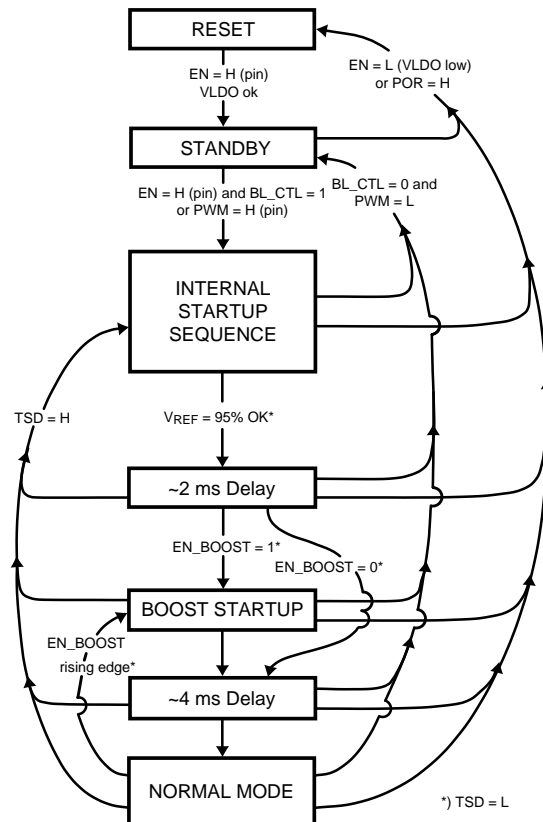 RESET
EN = H (pin)
VLDO ok
EN = L (VLDO low)
or POR = H
STANDBY
EN = H (pin) and BL_CTL = 1
or PWM = H (pin)
BL_CTL = 0 and
PWM = L
INTERNAL
STARTUP
SEQUENCE
TSD = H
VREF = 95% OK*
~2 ms Delay
EN_BOOST = 1*
EN_BOOST = 0*
BOOST STARTUP
EN_BOOST
rising edge*
~4 ms Delay
NORMAL MODE
*) TSD = L